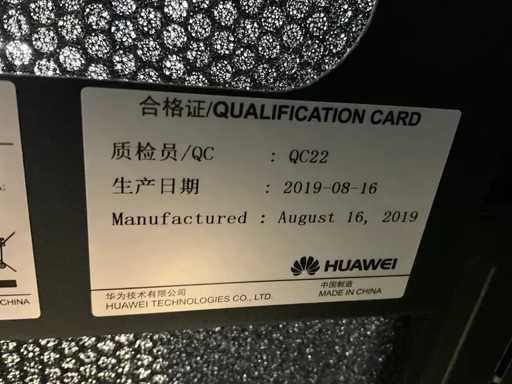 合格证/QUALIFICATION CARD
质检员/QC : QC22
生产日期 : 2019-08-16
Manufactured : August 16, 2019
HUAWEI
华为技术有限公司
HUAWEI TECHNOLOGIES CO., LTD.
中国制造
MADE IN CHINA
CHINA